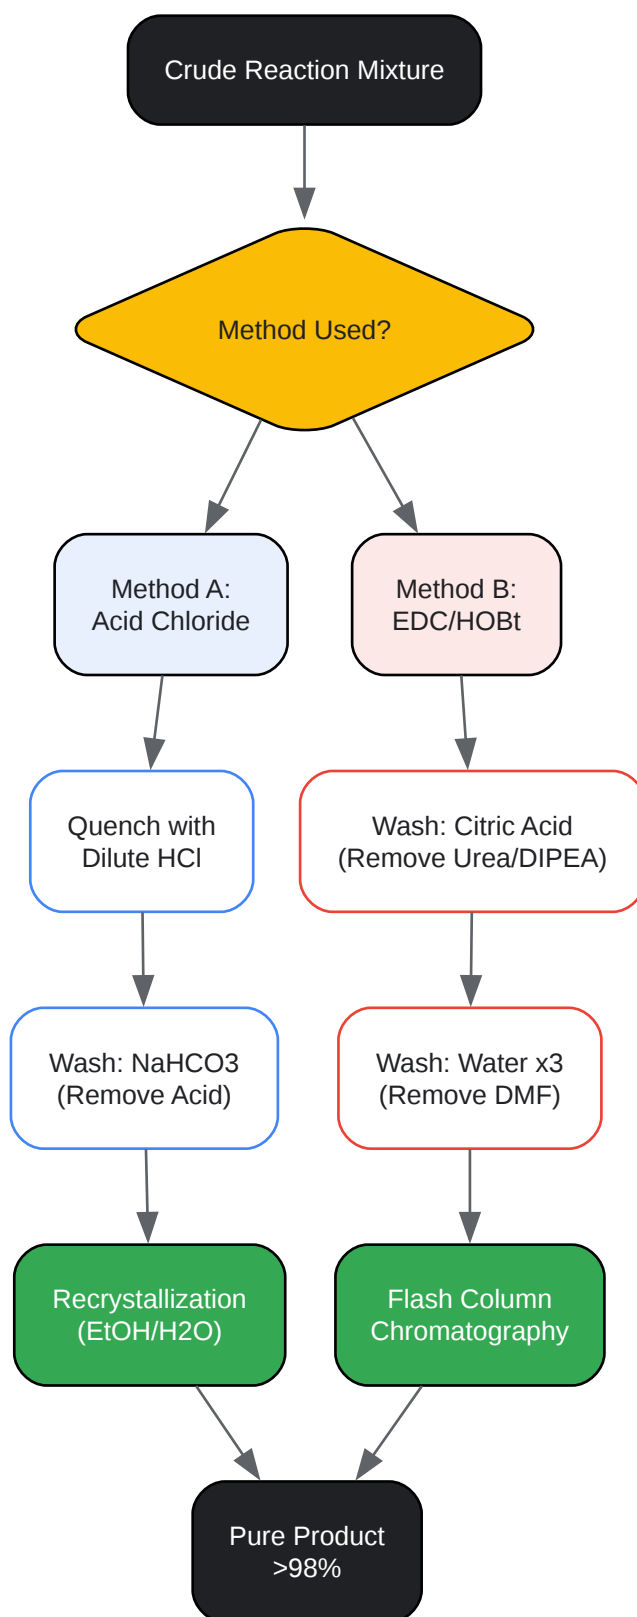 Crude Reaction Mixture
Method Used?
Method A:
Acid Chloride
Method B:
EDC/HOBt
Quench with
Dilute HCl
Wash: Citric Acid
(Remove Urea/DIPEA)
Wash: NaHCO3
(Remove Acid)
Wash: Water x3
(Remove DMF)
Recrystallization
(EtOH/H2O)
Flash Column
Chromatography
Pure Product
>98%